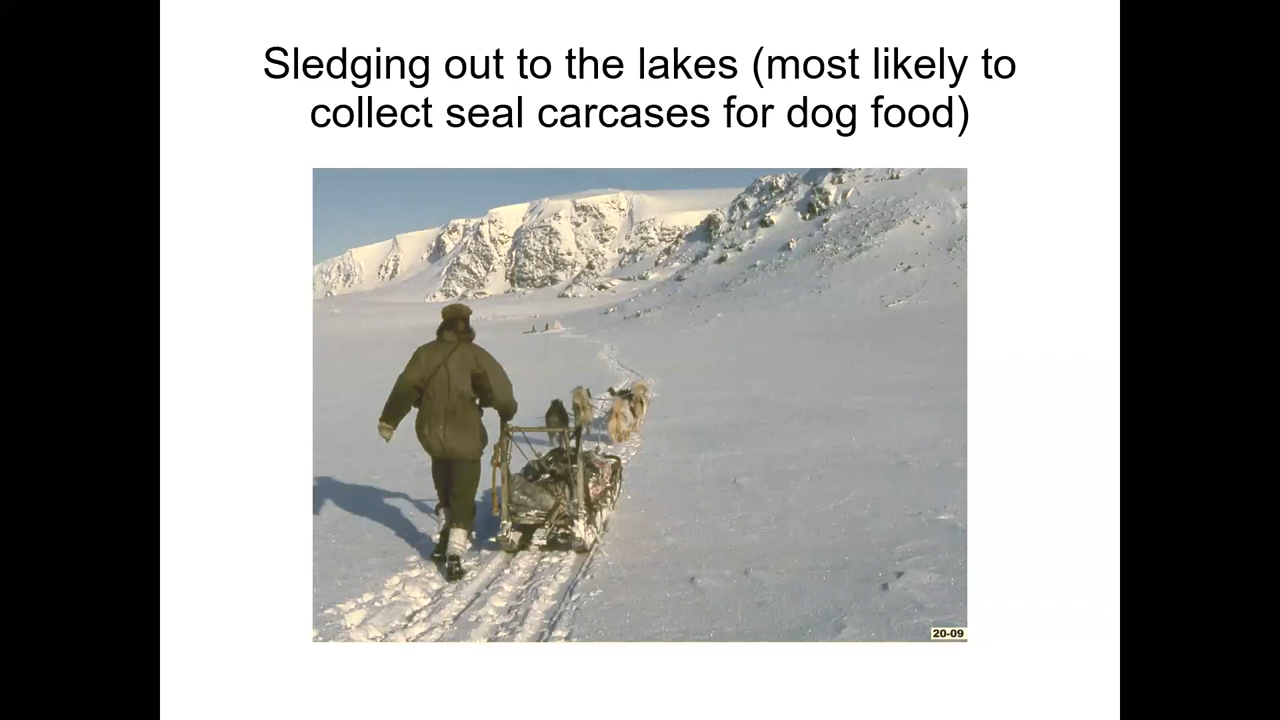 Sledging out to the lakes (most likely to
collect seal carcases for dog food)
20-09